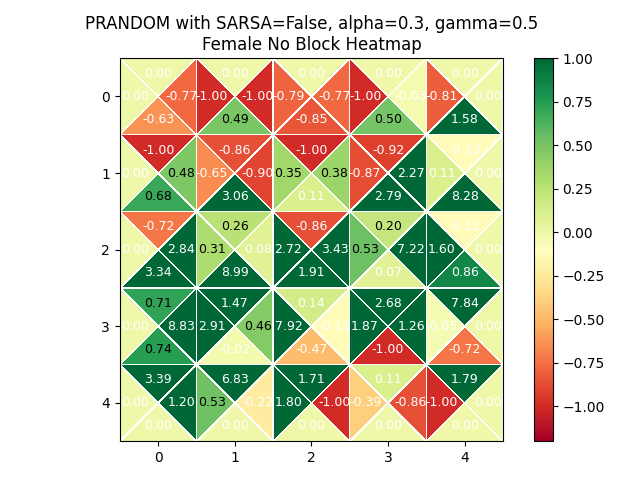 PRANDOM with SARSA=False, alpha=0.3, gamma=0.5
Female No Block Heatmap
0.00 0.00 0.00 0.00 0.00
0 0.00 -0.77 -1.00 -1.00 -0.79 -0.77 -1.00 -0.81 0.00
-0.63 0.49 -0.85 0.50 1.58
-1.00 -0.86 -1.00 -0.92
1 0.00 0.48 -0.65 -0.90 0.35 0.38 -0.87 2.27 0.11 0.00
0.68 3.06 0.11 2.79 8.28
-0.72 0.26 -0.86 0.20
2 0.00 2.84 0.31 0.08 2.72 3.43 0.53 7.22 1.60 0.00
3.34 8.99 1.91 0.07 0.86
0.71 1.47 0.14 2.68 7.84
3 0.00 8.83 2.91 0.46 7.92 1.87 1.26 0.00
0.74 -0.47 -1.00 -0.72
3.39 6.83 1.71 0.11 1.79
4 0.00 1.20 0.53 1.80 -1.00 -0.39 -0.86 -1.00 0.00
0.00 0.00 0.00 0.00 0.00
0 1 2 3 4
1.00
0.75
0.50
0.25
0.00
-0.25
-0.50
-0.75
-1.00